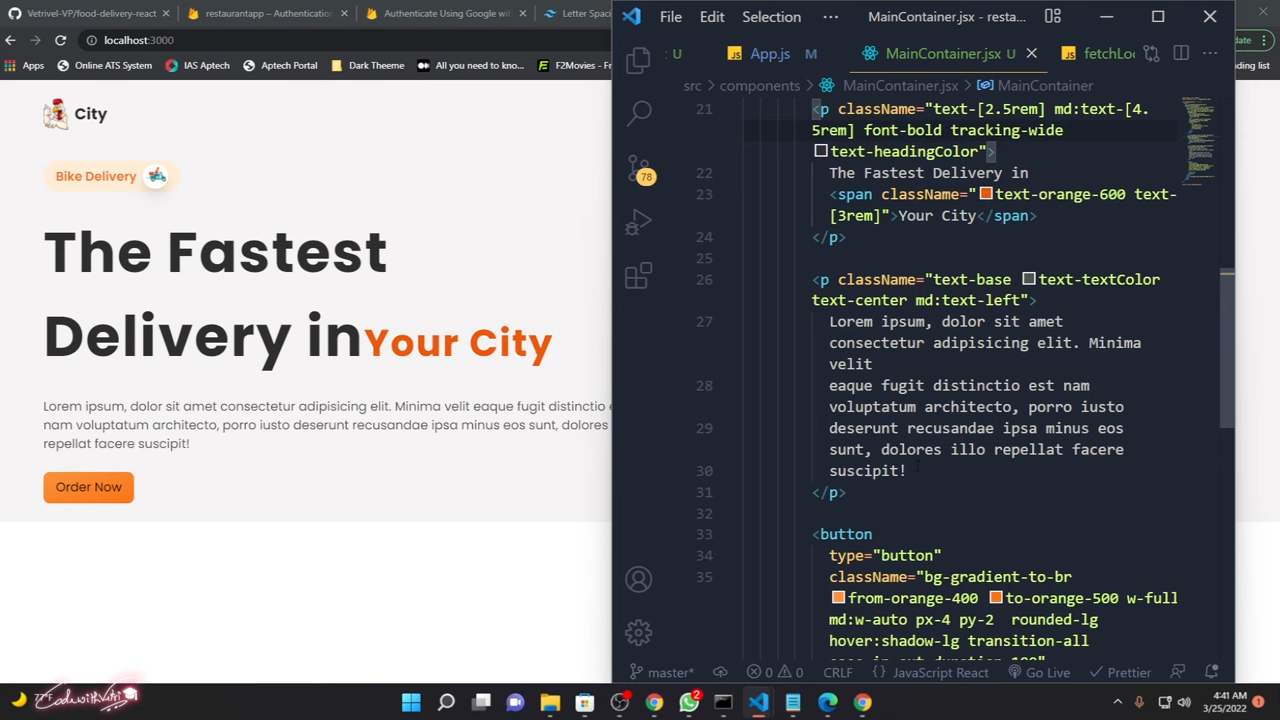 Vetrivel-VP/food-delivery-react
restaurantapp – Authentication
Authenticate Using Google with
Letter Spaci
localhost:3000
Apps
Online ATS System
IAS Aptech
Aptech Portal
Dark Theeme
All you need to know...
F2Movies - Free...
date
ding list
City
Bike Delivery
The Fastest
Delivery in Your City
Lorem ipsum, dolor sit amet consectetur adipisicing elit. Minima velit eaque fugit distinctio e
nam voluptatum architecto, porro iusto deserunt recusandae ipsa minus eos sunt, dolores
repellat facere suscipit!
Order Now
File Edit Selection ··· MainContainer.jsx - resta...
: U
JS App.js M
MainContainer.jsx U
fetchLoc
src > components > MainContainer.jsx > MainContainer
78
21 <p className="text-[2.5rem] md:text-[4.
5rem] font-bold tracking-wide
text-headingColor">
22 The Fastest Delivery in
23 <span className="text-orange-600 text-
[3rem]">Your City</span>
24 </p>
25
26 <p className="text-base text-textColor
text-center md:text-left">
27 Lorem ipsum, dolor sit amet
consectetur adipisicing elit. Minima
velit
28 eaque fugit distinctio est nam
voluptatum architecto, porro iusto
29 deserunt recusandae ipsa minus eos
sunt, dolores illo repellat facere
30 suscipit!
31 </p>
32
33 <button
34 type="button"
35 className="bg-gradient-to-br
from-orange-400 to-orange-500 w-full
md:w-auto px-4 py-2 rounded-lg
hover:shadow-lg transition-all
master* 0 0 CRLF {} JavaScript React Go Live Prettier
CodewithVetri
2
4:41 AM
3/25/2022
1